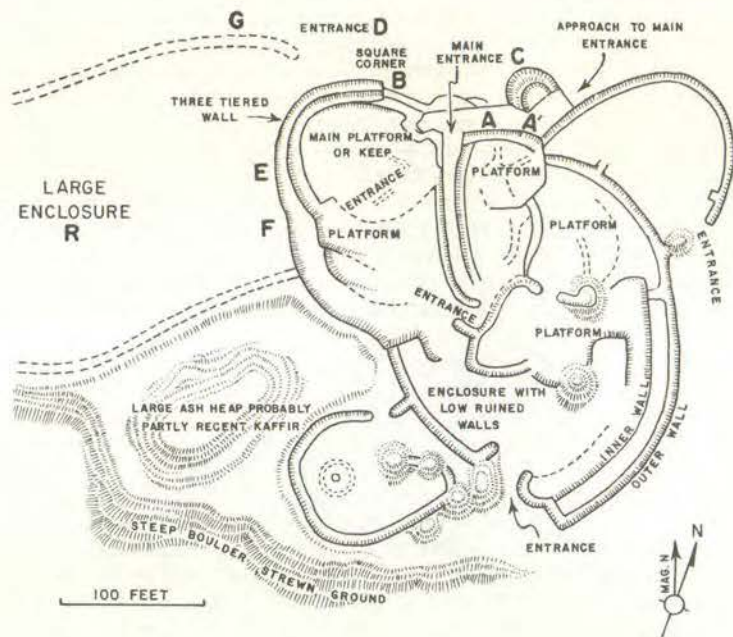 G
ENTRANCE D
SQUARE
CORNER
B
MAIN
ENTRANCE
C
APPROACH TO MAIN
ENTRANCE
THREE TIERED
WALL
A
A'
MAIN PLATFORM
OR KEEP
E
ENTRANCE
PLATFORM
LARGE
ENCLOSURE
R
F
PLATFORM
PLATFORM
ENTRANCE
ENTRANCE
PLATFORM
LARGE ASH HEAP PROBABLY
PARTLY RECENT KAFFIR
ENCLOSURE WITH
LOW RUINED
WALLS
INNER WALL
OUTER WALL
STEEP BOULDER STREWN
GROUND
ENTRANCE
100 FEET
MAG. N
N